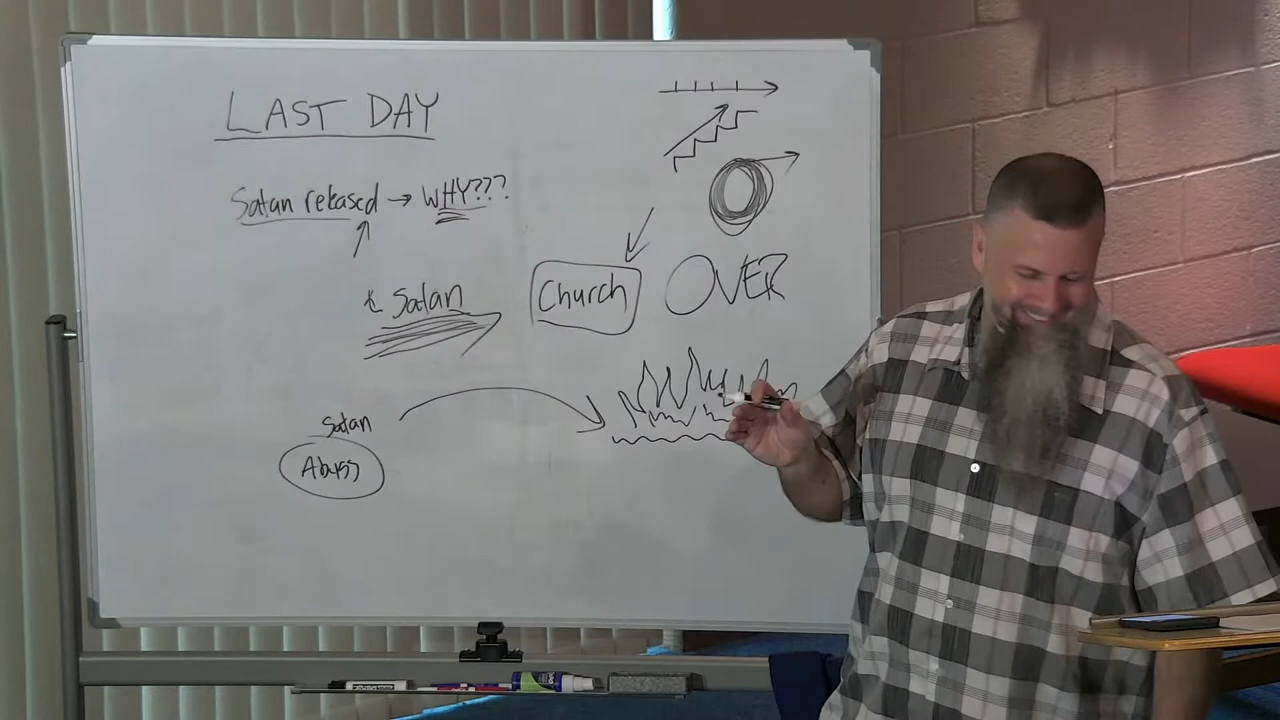 LAST DAY
Satan released → WHY???
Satan
Church
OVER
Satan
Abyss